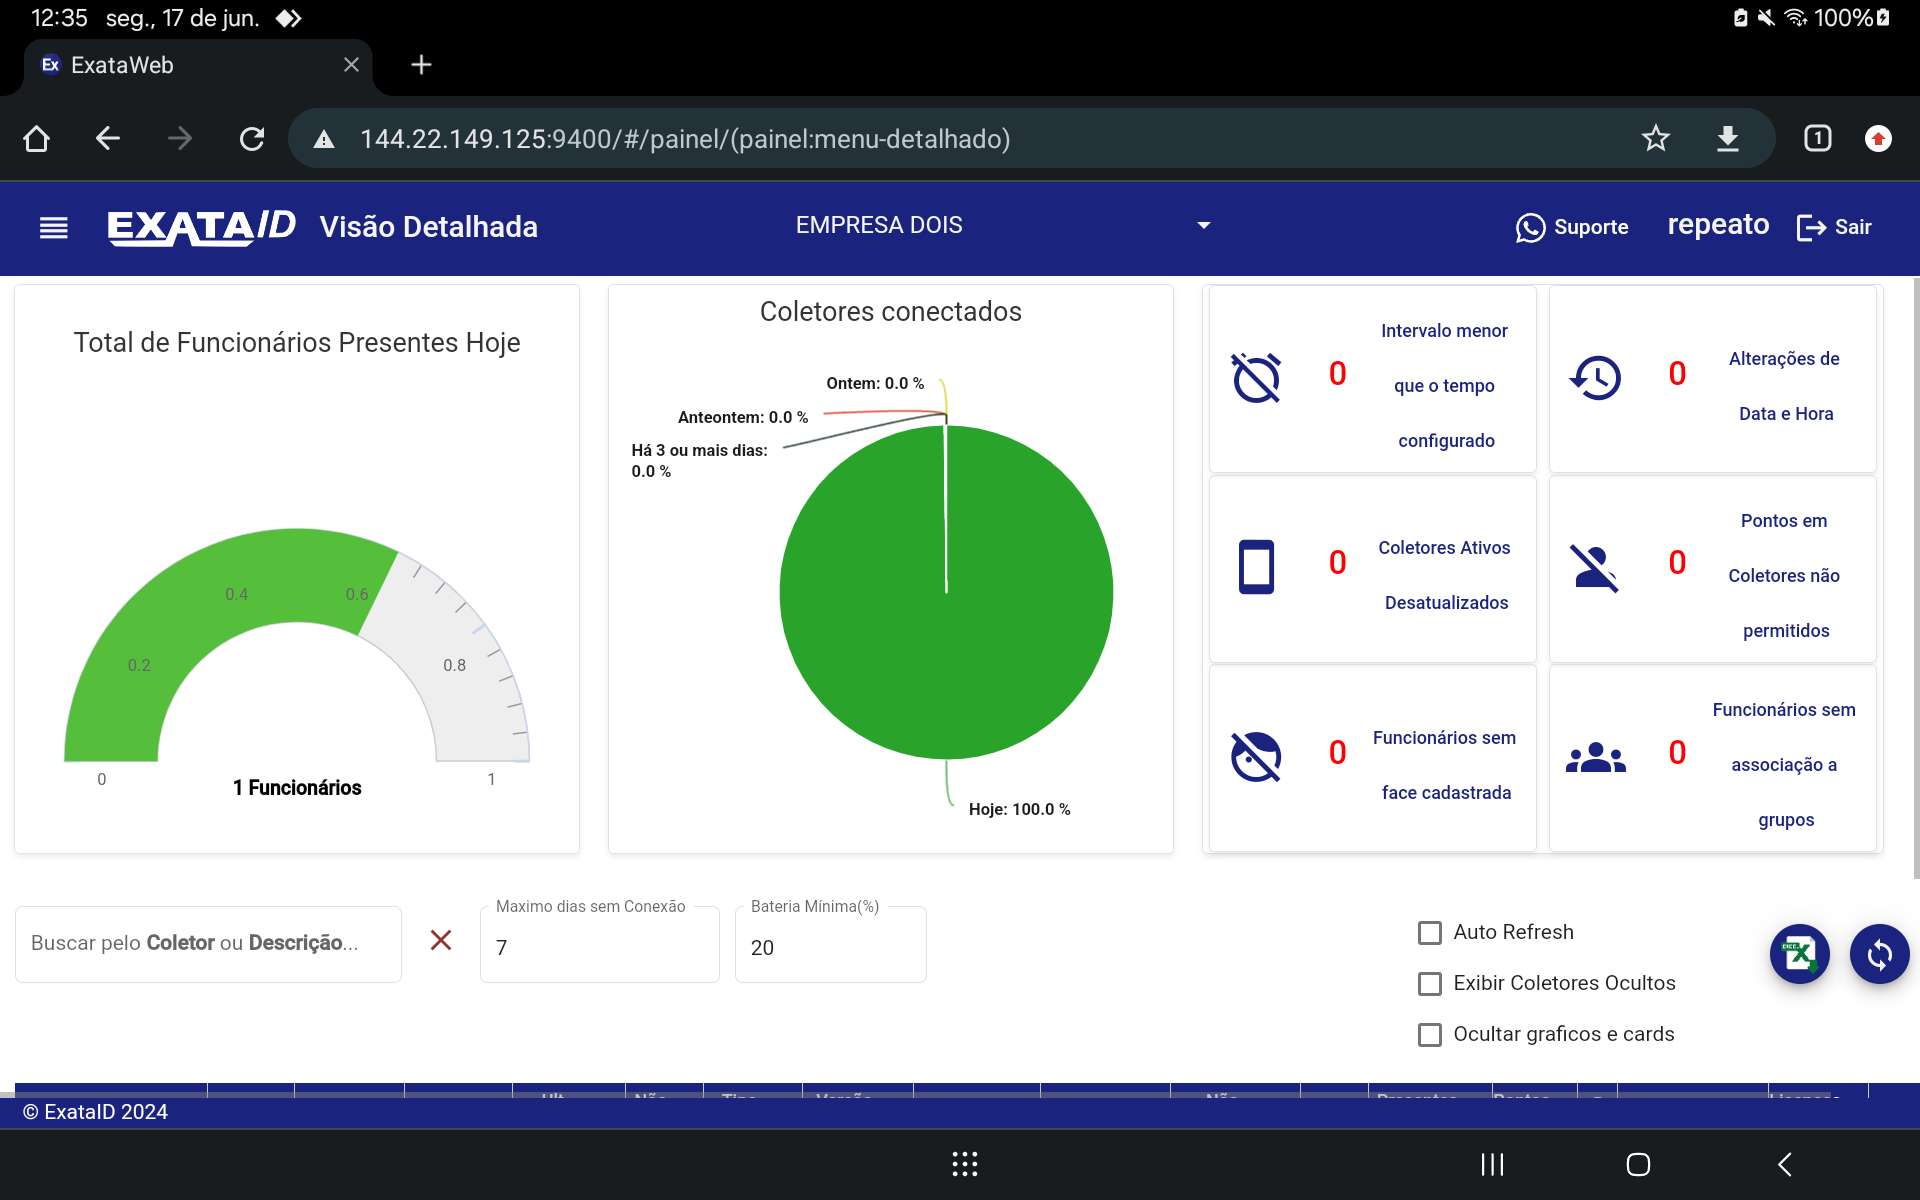 12:35 seg., 17 de jun.
100%
Ex ExataWeb
144.22.149.125:9400/#/painel/(painel:menu-detalhado)
1
EXATAID Visão Detalhada
EMPRESA DOIS
Suporte
repeato
Sair
Total de Funcionários Presentes Hoje
0
0.2
0.4
0.6
0.8
1
1 Funcionários
Coletores conectados
Ontem: 0.0 %
Anteontem: 0.0 %
Há 3 ou mais dias:
0.0 %
Hoje: 100.0 %
0
Intervalo menor
que o tempo
configurado
0
Alterações de
Data e Hora
0
Coletores Ativos
Desatualizados
0
Pontos em
Coletores não
permitidos
0
Funcionários sem
face cadastrada
0
Funcionários sem
associação a
grupos
Buscar pelo Coletor ou Descrição...
Maximo dias sem Conexão
7
Bateria Mínima(%)
20
Auto Refresh
Exibir Coletores Ocultos
Ocultar graficos e cards
© ExataID 2024